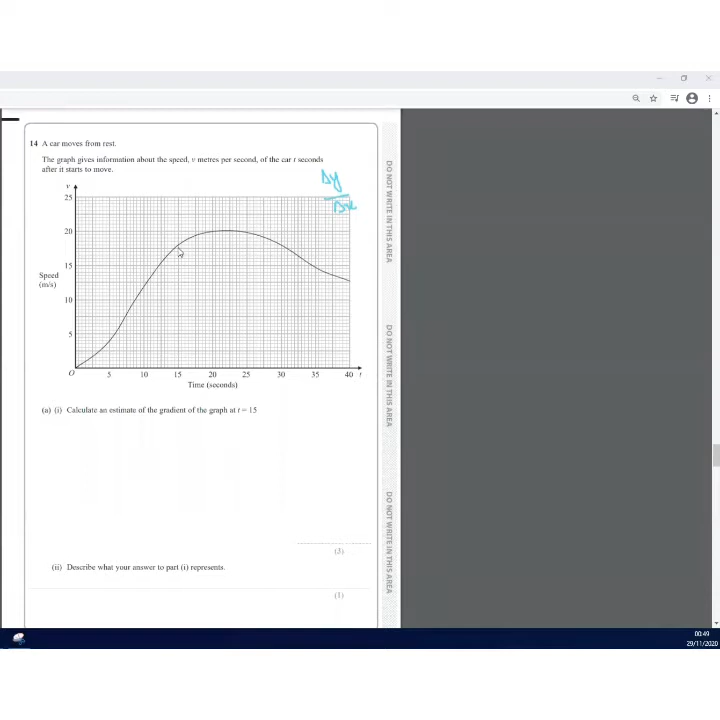 14 A car moves from rest.
The graph gives information about the speed, v metres per second, of the car t seconds
after it starts to move.
Δy
Δx
v
25
20
15
Speed
(m/s)
10
5
O
5 10 15 20 25 30 35 40 t
Time (seconds)
(a) (i) Calculate an estimate of the gradient of the graph at t = 15
(3)
(ii) Describe what your answer to part (i) represents.
(1)
DO NOT WRITE IN THIS AREA
DO NOT WRITE IN THIS AREA
DO NOT WRITE IN THIS AREA
00:49
29/11/2020